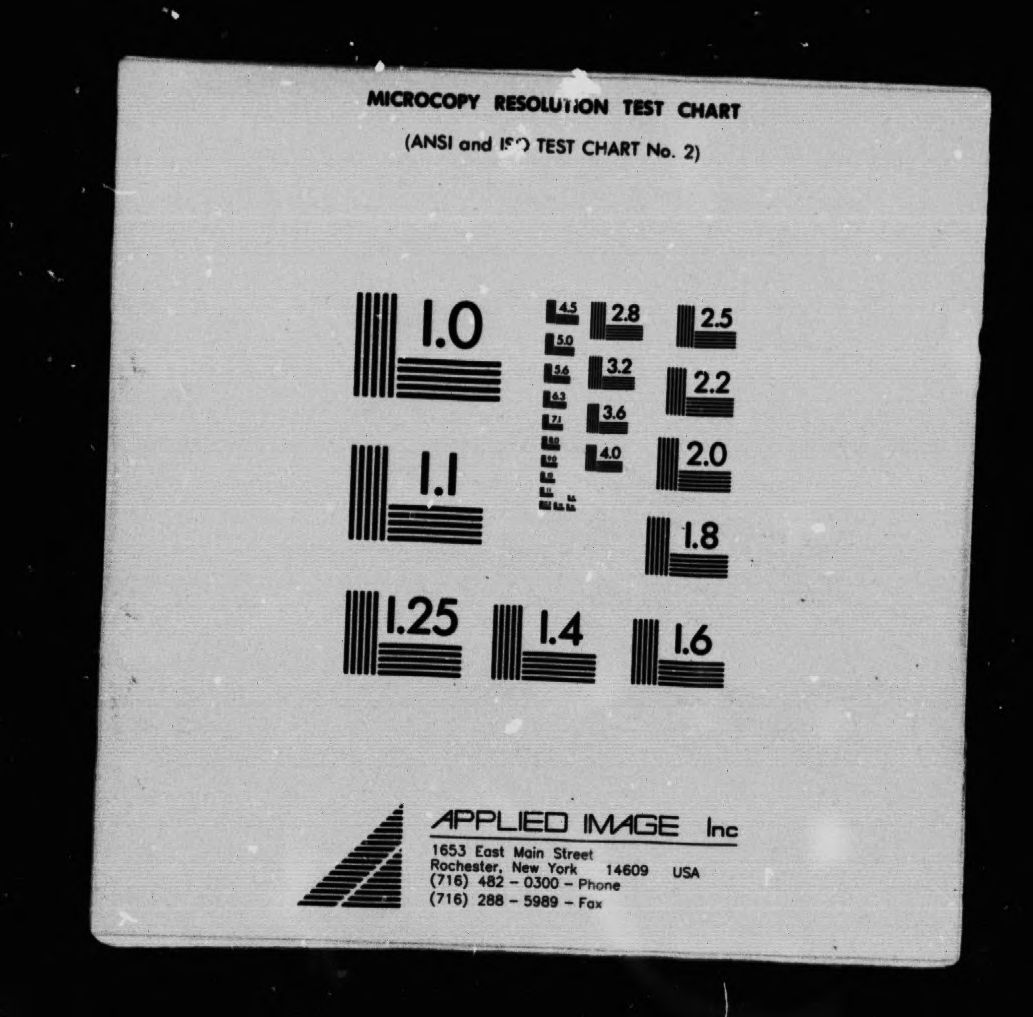 MICROCOPY RESOLUTION TEST CHART
(ANSI and ISO TEST CHART No. 2)
1.0
4.5
2.8
2.5
5.0
3.2
2.2
5.6
6.3
3.6
7.1
4.0
2.0
8.0
9.0
1.1
1.8
1.25
1.4
1.6
APPLIED IMAGE Inc
1653 East Main Street
Rochester, New York 14609 USA
(716) 482 - 0300 - Phone
(716) 288 - 5989 - Fax